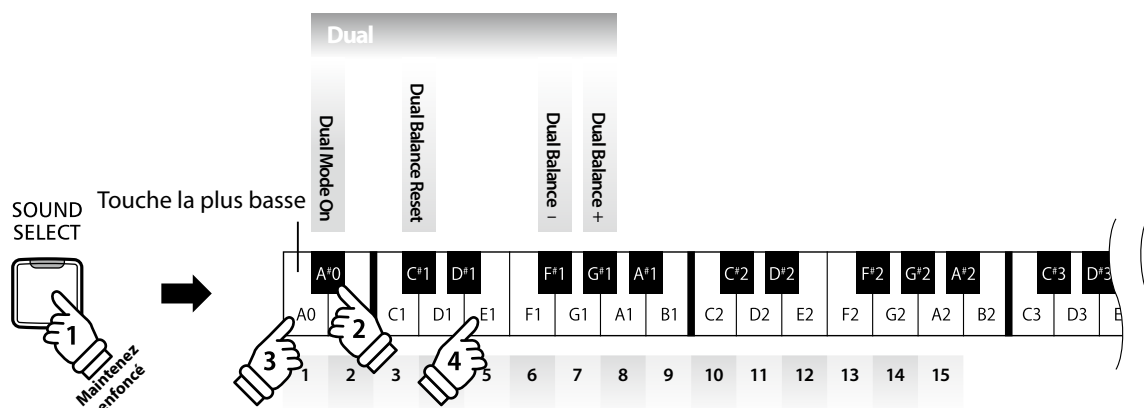 Dual
Dual Mode On
Dual Balance Reset
Dual Balance –
Dual Balance +
Touche la plus basse
SOUND
SELECT
1
Maintenez
enfoncé
A#0 C#1 D#1 F#1 G#1 A#1 C#2 D#2 F#2 G#2 A#2 C#3 D#3
A0 C1 D1 E1 F1 G1 A1 B1 C2 D2 E2 F2 G2 A2 B2 C3 D3
2
3
4
1 2 3 5 6 7 8 9 10 11 12 13 14 15